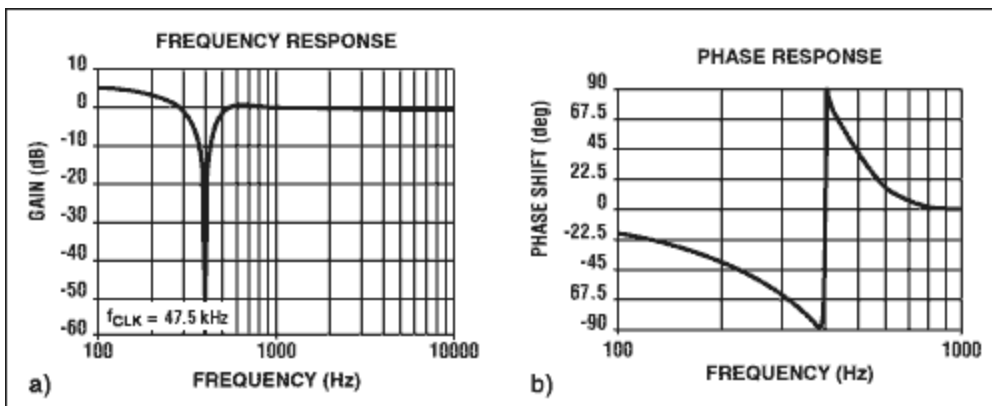 FREQUENCY RESPONSE
10
0
-10
-20
-30
-40
-50
-60
GAIN (dB)
fCLK = 47.5 kHz
100
1000
10000
FREQUENCY (Hz)
a)
PHASE RESPONSE
90
67.5
45
22.5
0
-22.5
-45
67.5
-90
PHASE SHIFT (deg)
100
1000
FREQUENCY (Hz)
b)